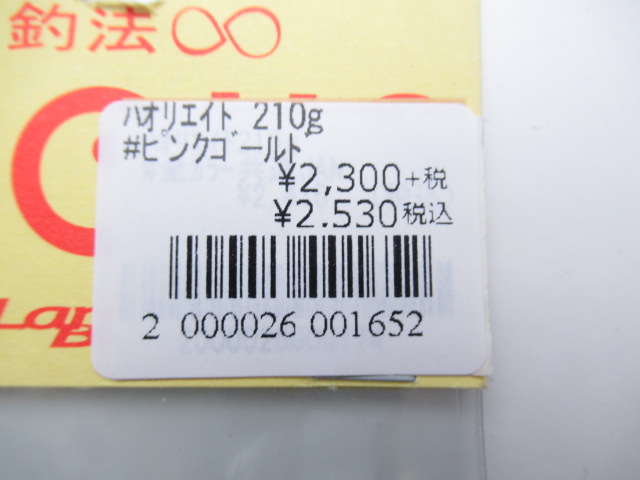 釣法∞
ﾊオリエイト 210g
#ピンクゴールド
¥2,300+税
¥2.530税込
2 000026 001652